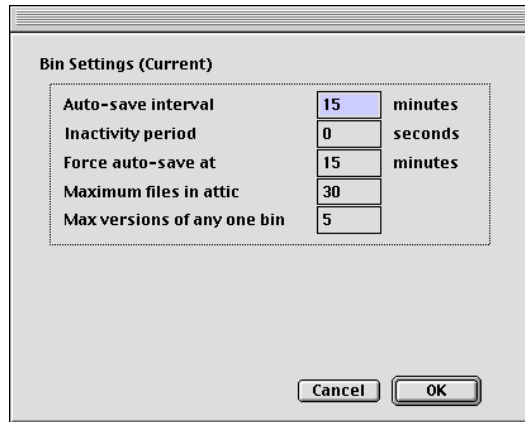 Bin Settings (Current)
Auto-save interval 15 minutes
Inactivity period 0 seconds
Force auto-save at 15 minutes
Maximum files in attic 30
Max versions of any one bin 5
Cancel OK